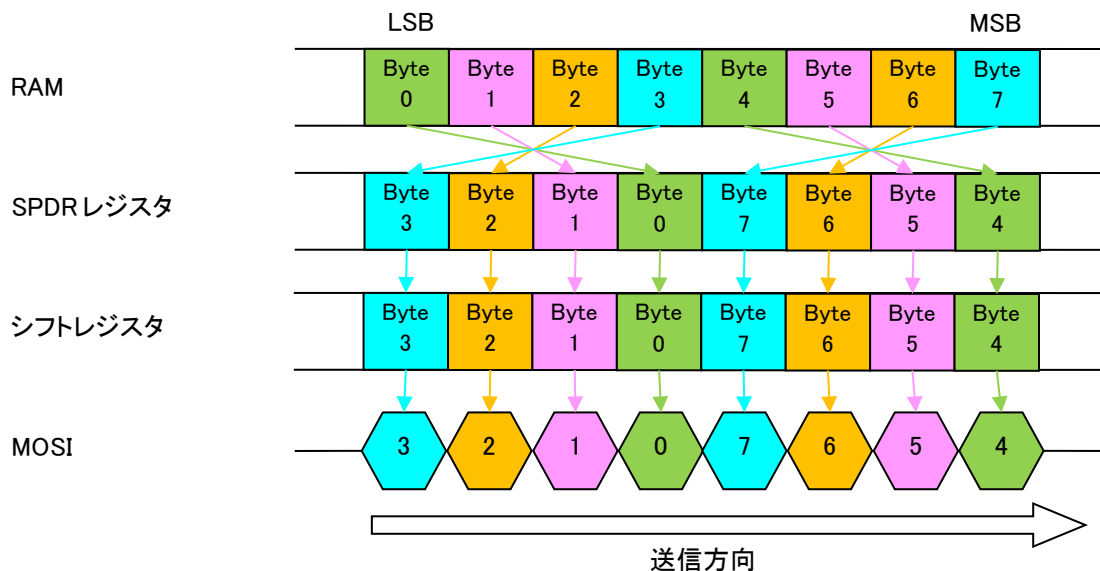 LSB MSB
RAM
Byte Byte Byte Byte Byte Byte Byte Byte
0 1 2 3 4 5 6 7
SPDRレジスタ
Byte Byte Byte Byte Byte Byte Byte Byte
3 2 1 0 7 6 5 4
シフトレジスタ
Byte Byte Byte Byte Byte Byte Byte Byte
3 2 1 0 7 6 5 4
MOSI
3 2 1 0 7 6 5 4
送信方向